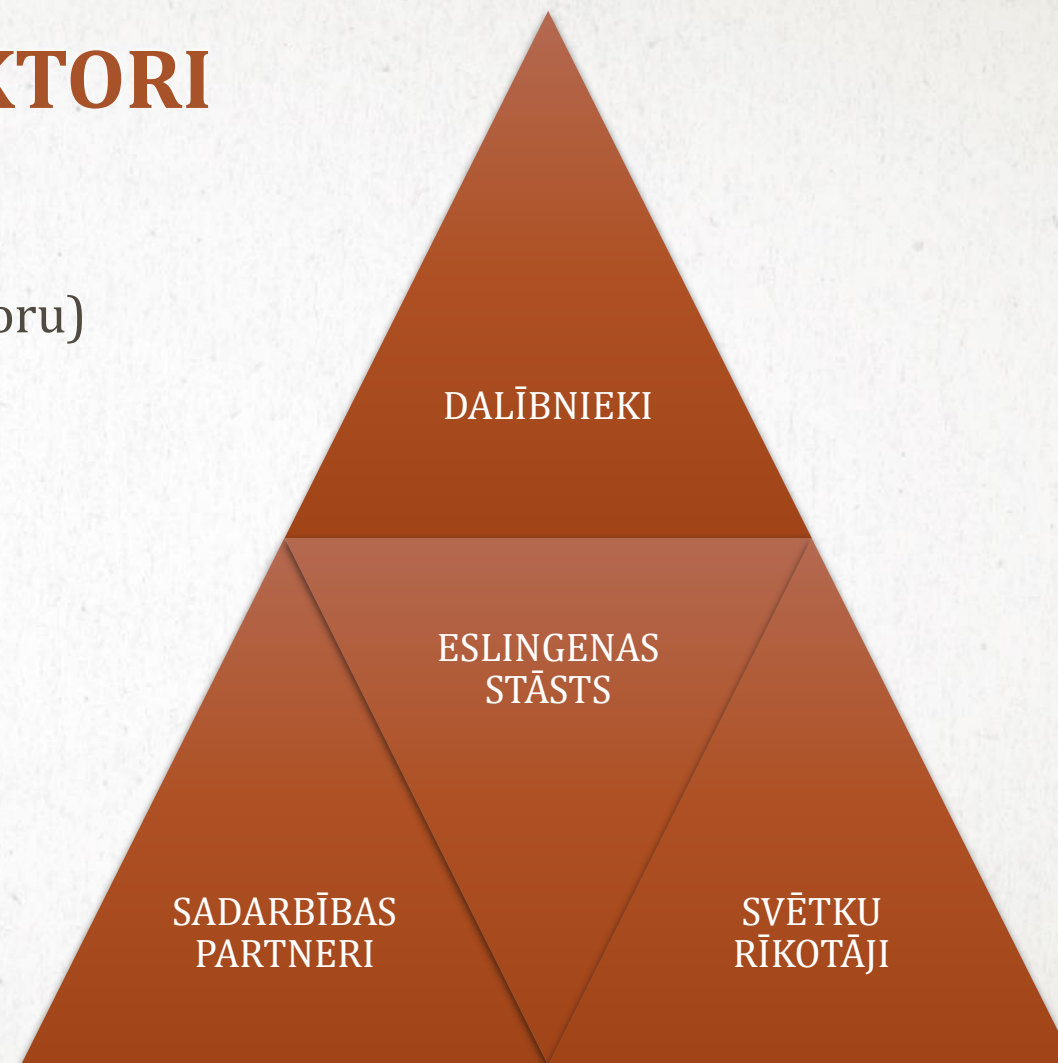 KTORI
oru)
DALĪBNIEKI
ESLINGENAS
STĀSTS
SADARBĪBAS
PARTNERI
SVĒTKU
RĪKOTĀJI